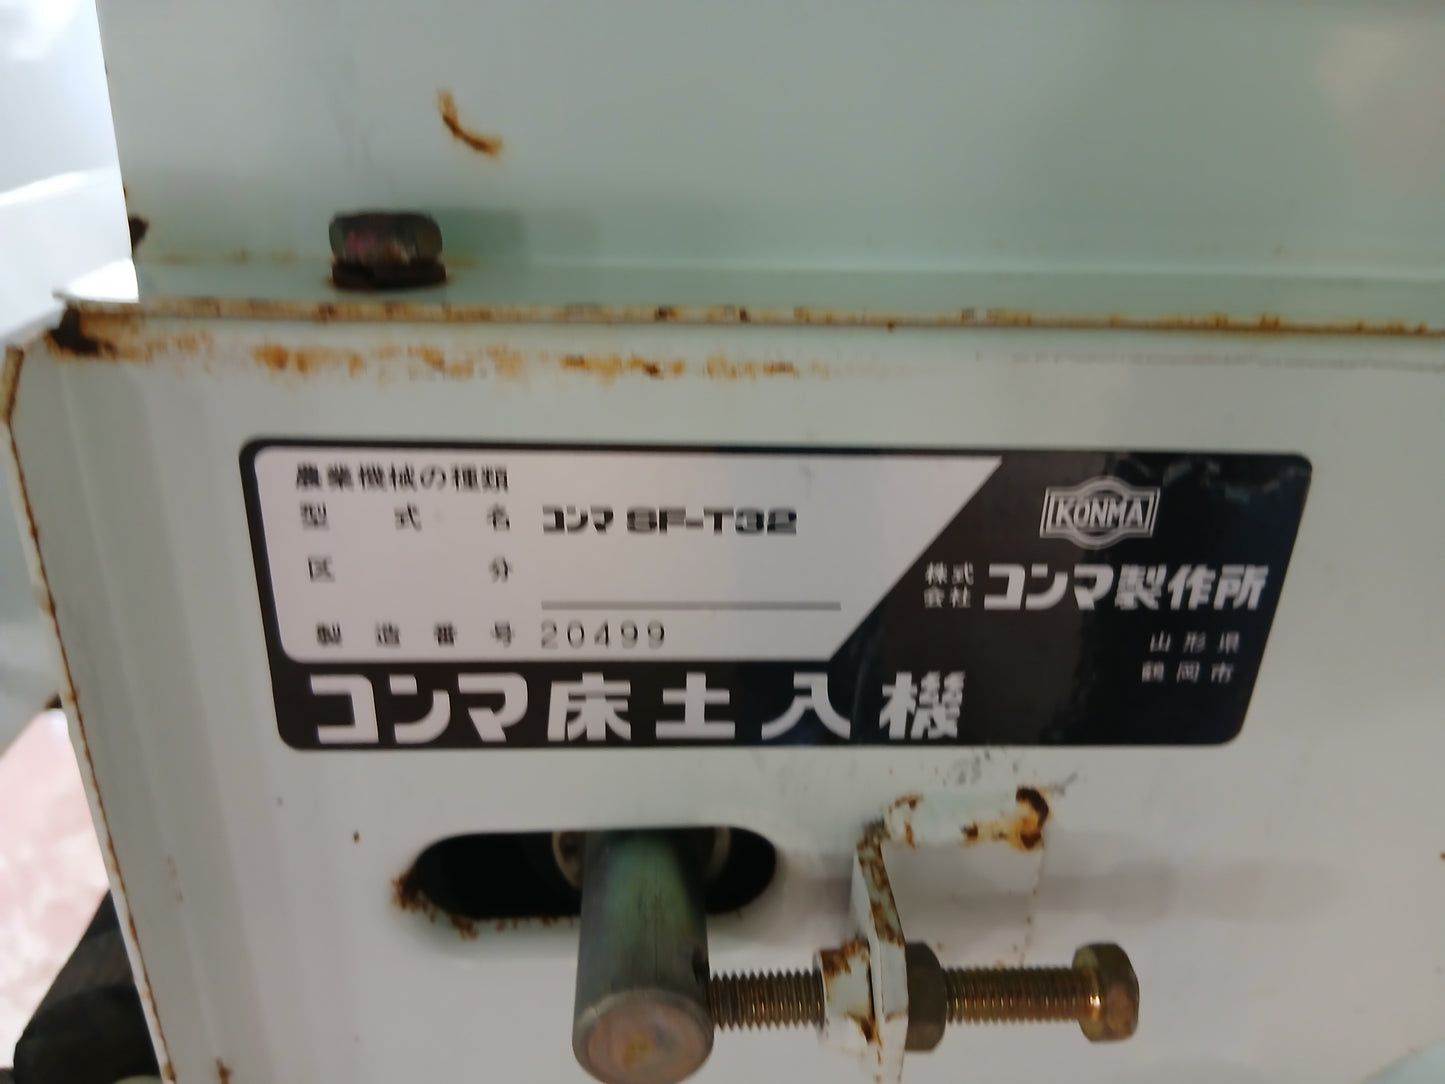 農業機械の種類
型式名 コンマ SF-T32
区分
製造番号 20499
コンマ床土入機
KONMA
株式会社 コンマ製作所
山形県
鶴岡市